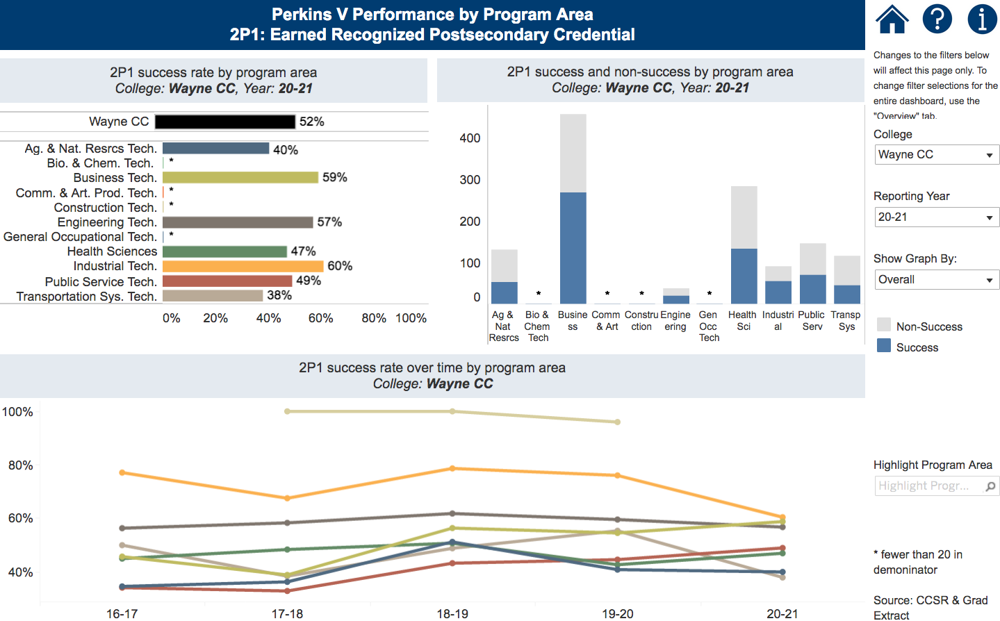 Perkins V Performance by Program Area
2P1: Earned Recognized Postsecondary Credential
2P1 success rate by program area
College: Wayne CC, Year: 20-21
Wayne CC
52%
Ag. & Nat. Resrcs Tech.
40%
Bio. & Chem. Tech.
*
Business Tech.
59%
Comm. & Art. Prod. Tech.
*
Construction Tech.
*
Engineering Tech.
57%
General Occupational Tech.
*
Health Sciences
47%
Industrial Tech.
60%
Public Service Tech.
49%
Transportation Sys. Tech.
38%
0% 20% 40% 60% 80% 100%
2P1 success and non-success by program area
College: Wayne CC, Year: 20-21
400
300
200
100
0
* * * *
Ag &
Nat
Resrcs
Bio &
Chem
Tech
Busine
ss
Comm
& Art
Constru
ction
Engine
ering
Gen
Occ
Tech
Health
Sci
Industri
al
Public
Serv
Transp
Sys
2P1 success rate over time by program area
College: Wayne CC
100%
80%
60%
40%
16-17 17-18 18-19 19-20 20-21
?
i
Changes to the filters below
will affect this page only. To
change filter selections for the
entire dashboard, use the
"Overview" tab.
College
Wayne CC
Reporting Year
20-21
Show Graph By:
Overall
Non-Success
Success
Highlight Program Area
Highlight Progr...
* fewer than 20 in
demoninator
Source: CCSR & Grad
Extract